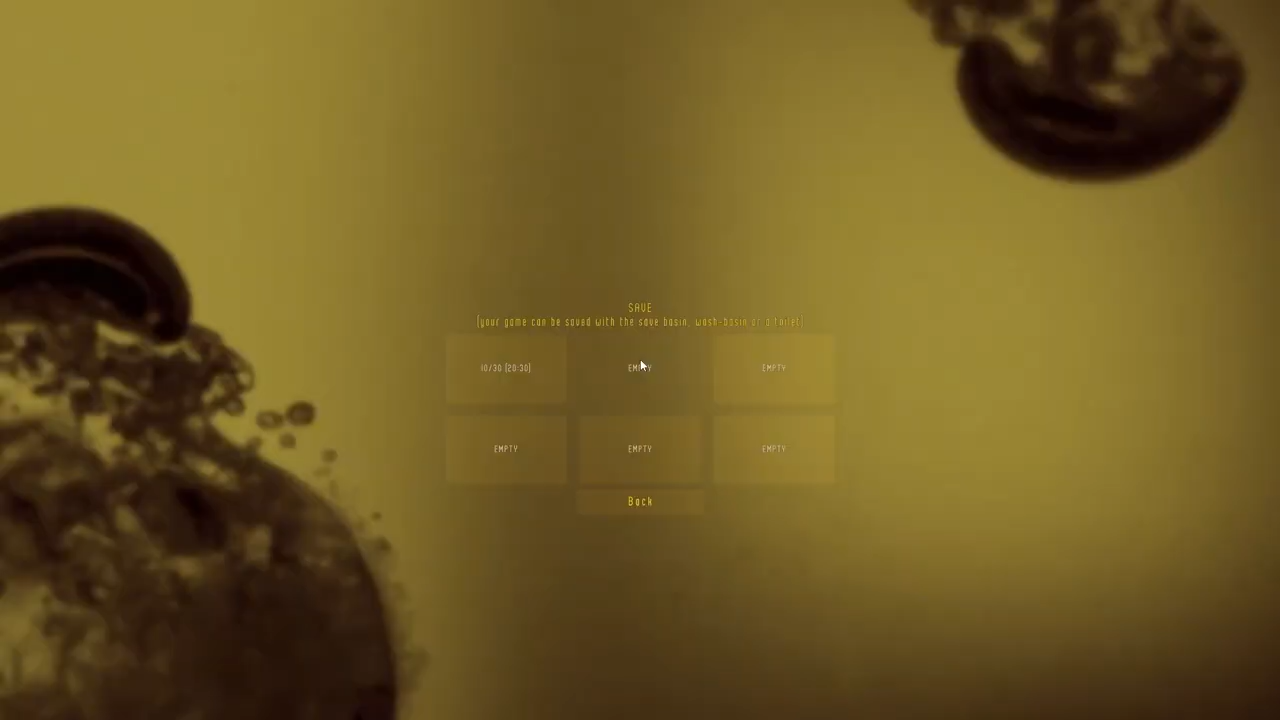 SAVE
[your game can be saved with the save basin, wash-basin or a toilet]
10/30 [20:30]
EMPTY
EMPTY
EMPTY
EMPTY
EMPTY
Back